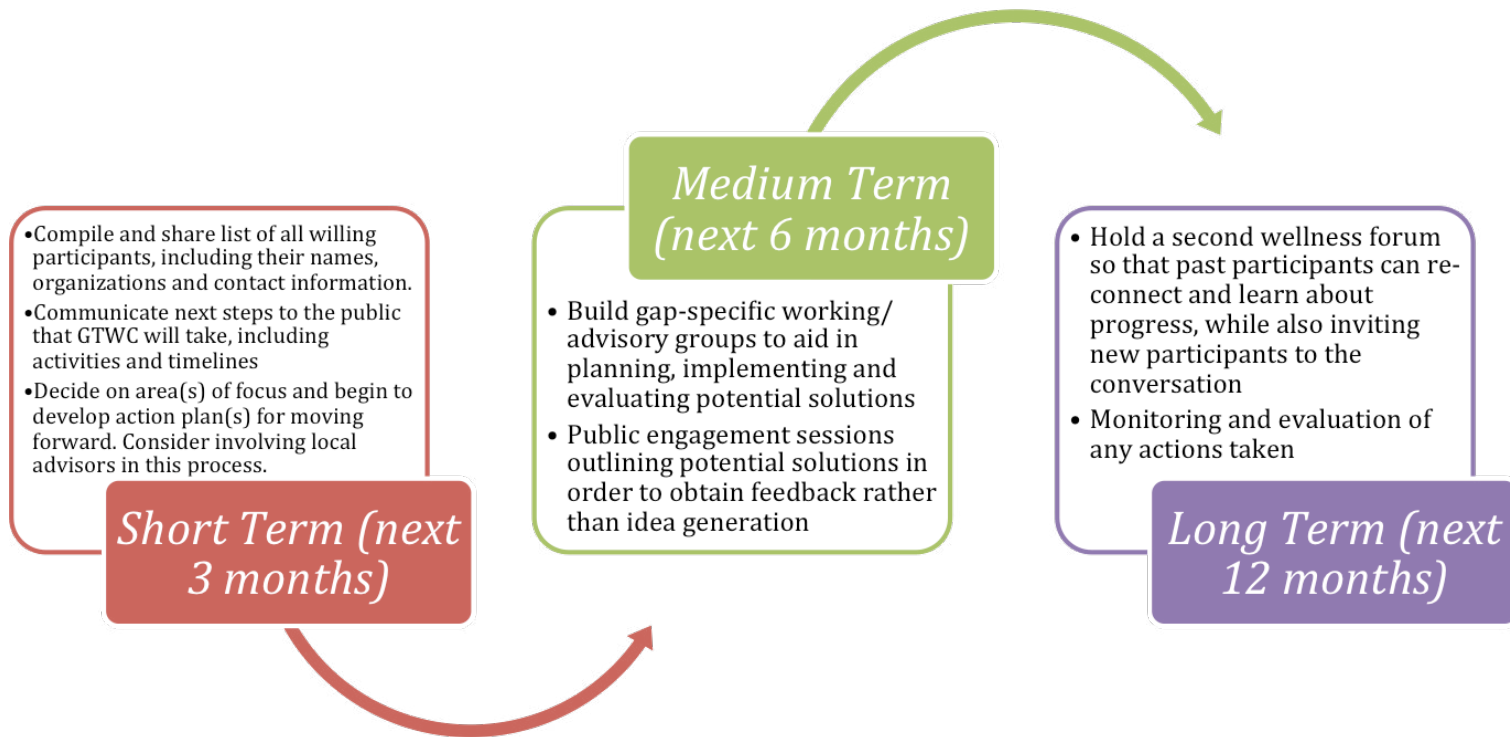 •Compile and share list of all willing
participants, including their names,
organizations and contact information.
•Communicate next steps to the public
that GTWC will take, including
activities and timelines
•Decide on area(s) of focus and begin to
develop action plan(s) for moving
forward. Consider involving local
advisors in this process.
Short Term (next
3 months)
Medium Term
(next 6 months)
• Build gap-specific working/
advisory groups to aid in
planning, implementing and
evaluating potential solutions
• Public engagement sessions
outlining potential solutions in
order to obtain feedback rather
than idea generation
• Hold a second wellness forum
so that past participants can re-
connect and learn about
progress, while also inviting
new participants to the
conversation
• Monitoring and evaluation of
any actions taken
Long Term (next
12 months)